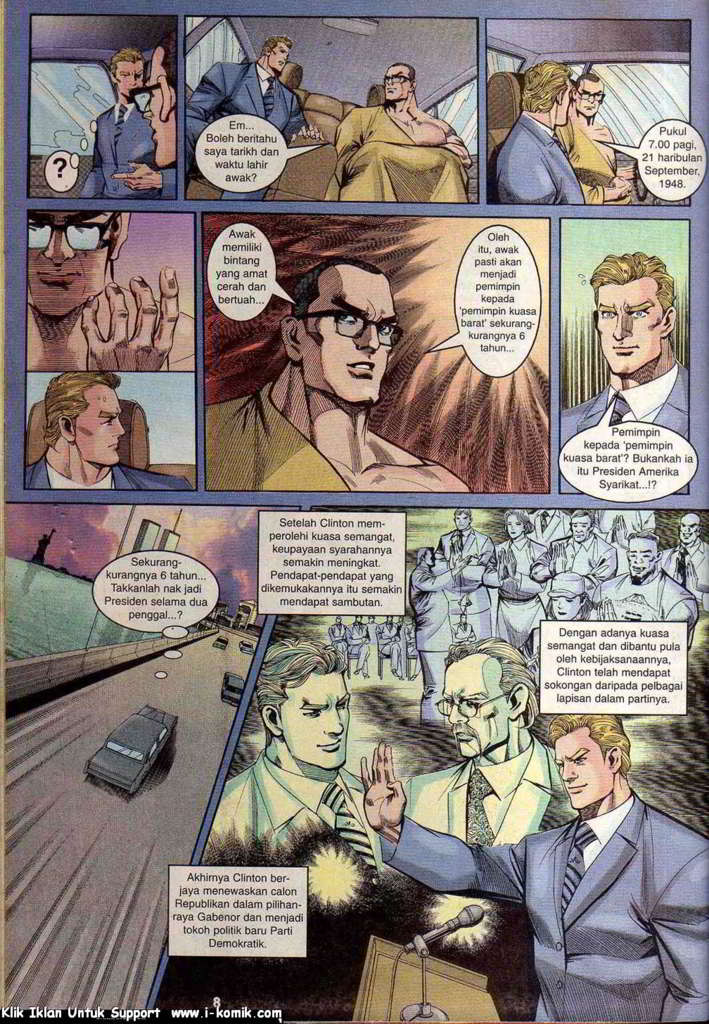 ?
Em...
Boleh beritahu
saya tarikh dan
waktu lahir
awak?
Pukul
7.00 pagi,
21 haribulan
September,
1948.
Awak
memiliki
bintang
yang amat
cerah dan
bertuah...
Oleh
itu, awak
pasti akan
menjadi
pemimpin
kepada
'pemimpin kuasa
barat' sekurang-
kurangnya 6
tahun...
Pemimpin
kepada 'pemimpin
kuasa barat'? Bukankah ia
itu Presiden Amerika
Syarikat...!?
Sekurang-
kurangnya 6 tahun...
Takkanlah nak jadi
Presiden selama dua
penggal...?
Setelah Clinton mem-
perolehi kuasa semangat,
keupayaan syarahannya
semakin meningkat.
Pendapat-pendapat yang
dikemukakannya itu semakin
mendapat sambutan.
Dengan adanya kuasa
semangat dan dibantu pula
oleh kebijaksanaannya,
Clinton telah mendapat
sokongan daripada pelbagai
lapisan dalam partinya.
Akhirnya Clinton ber-
jaya menewaskan calon
Republikan dalam pilihan-
raya Gabenor dan menjadi
tokoh politik baru Parti
Demokratik.
8
Klik Iklan Untuk Support www.i-komik.com